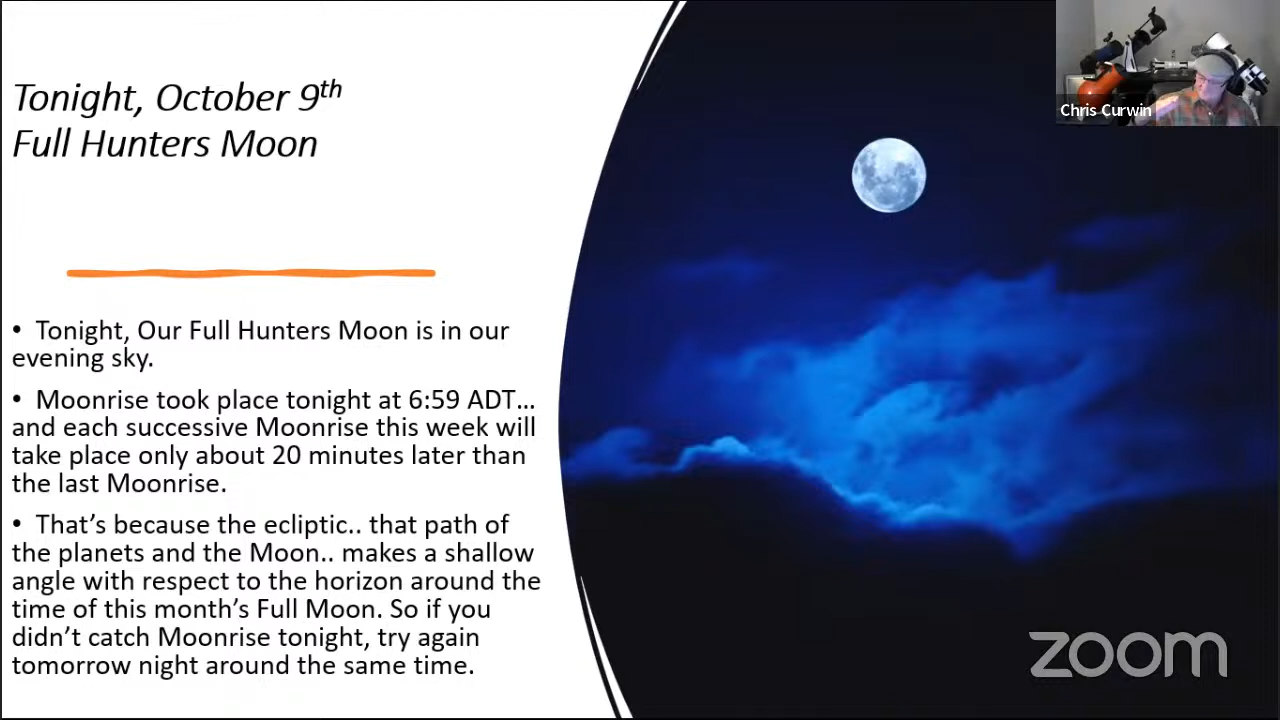 Tonight, October 9th
Full Hunters Moon
Chris Curwin
• Tonight, Our Full Hunters Moon is in our
evening sky.
• Moonrise took place tonight at 6:59 ADT...
and each successive Moonrise this week will
take place only about 20 minutes later than
the last Moonrise.
• That's because the ecliptic.. that path of
the planets and the Moon.. makes a shallow
angle with respect to the horizon around the
time of this month's Full Moon. So if you
didn't catch Moonrise tonight, try again
tomorrow night around the same time.
zoom